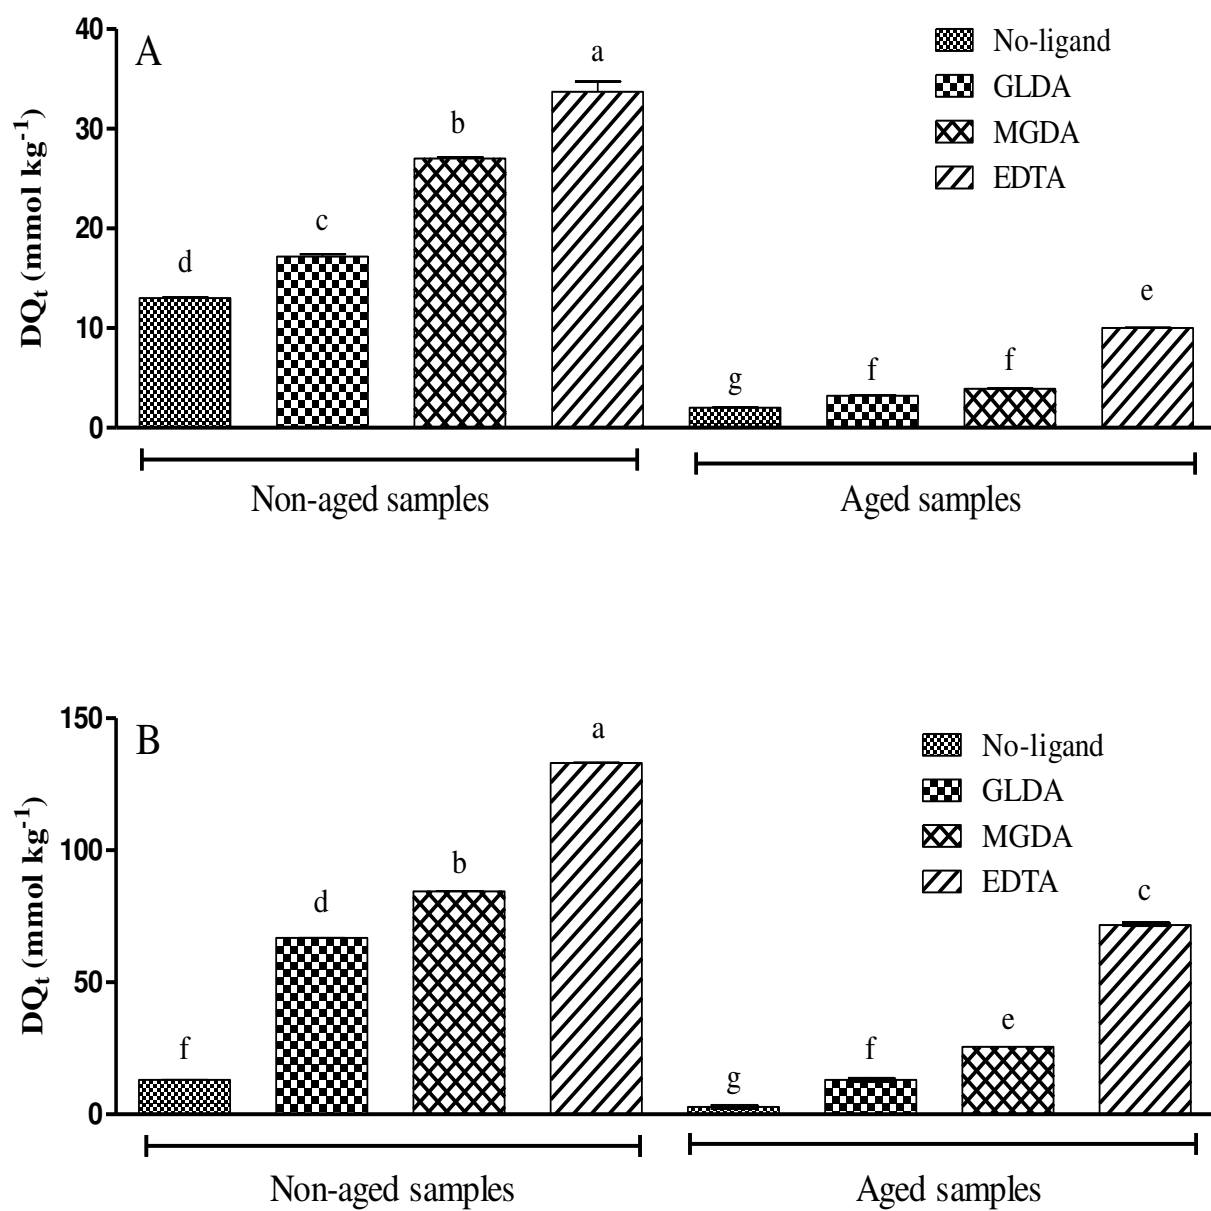 40
A
a
No-ligand
GLDA
MGDA
EDTA
30
b
20
c
d
DQt (mmol kg-1)
10
e
g
f
f
0
Non-aged samples
Aged samples
150
B
a
No-ligand
GLDA
MGDA
EDTA
100
b
d
c
DQt (mmol kg-1)
50
f
g
f
e
0
Non-aged samples
Aged samples